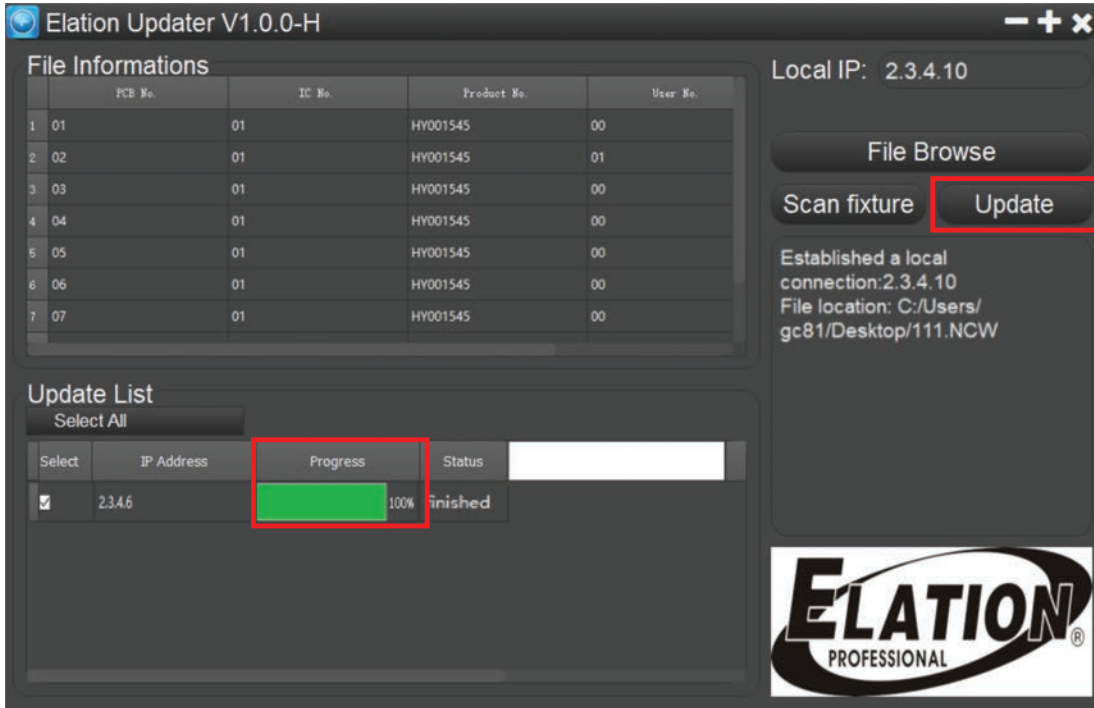 Elation Updater V1.0.0-H
File Informations
PCB No. IC No. Product No. User No.
1 01 01 HY001545 00
2 02 01 HY001545 01
3 03 01 HY001545 00
4 04 01 HY001545 00
5 05 01 HY001545 00
6 06 01 HY001545 00
7 07 01 HY001545 00
Update List
Select All
Select IP Address Progress Status
2.3.4.6 100% finished
Local IP: 2.3.4.10
File Browse
Scan fixture Update
Established a local
connection:2.3.4.10
File location: C:/Users/
gc81/Desktop/111.NCW
ELATION®
PROFESSIONAL